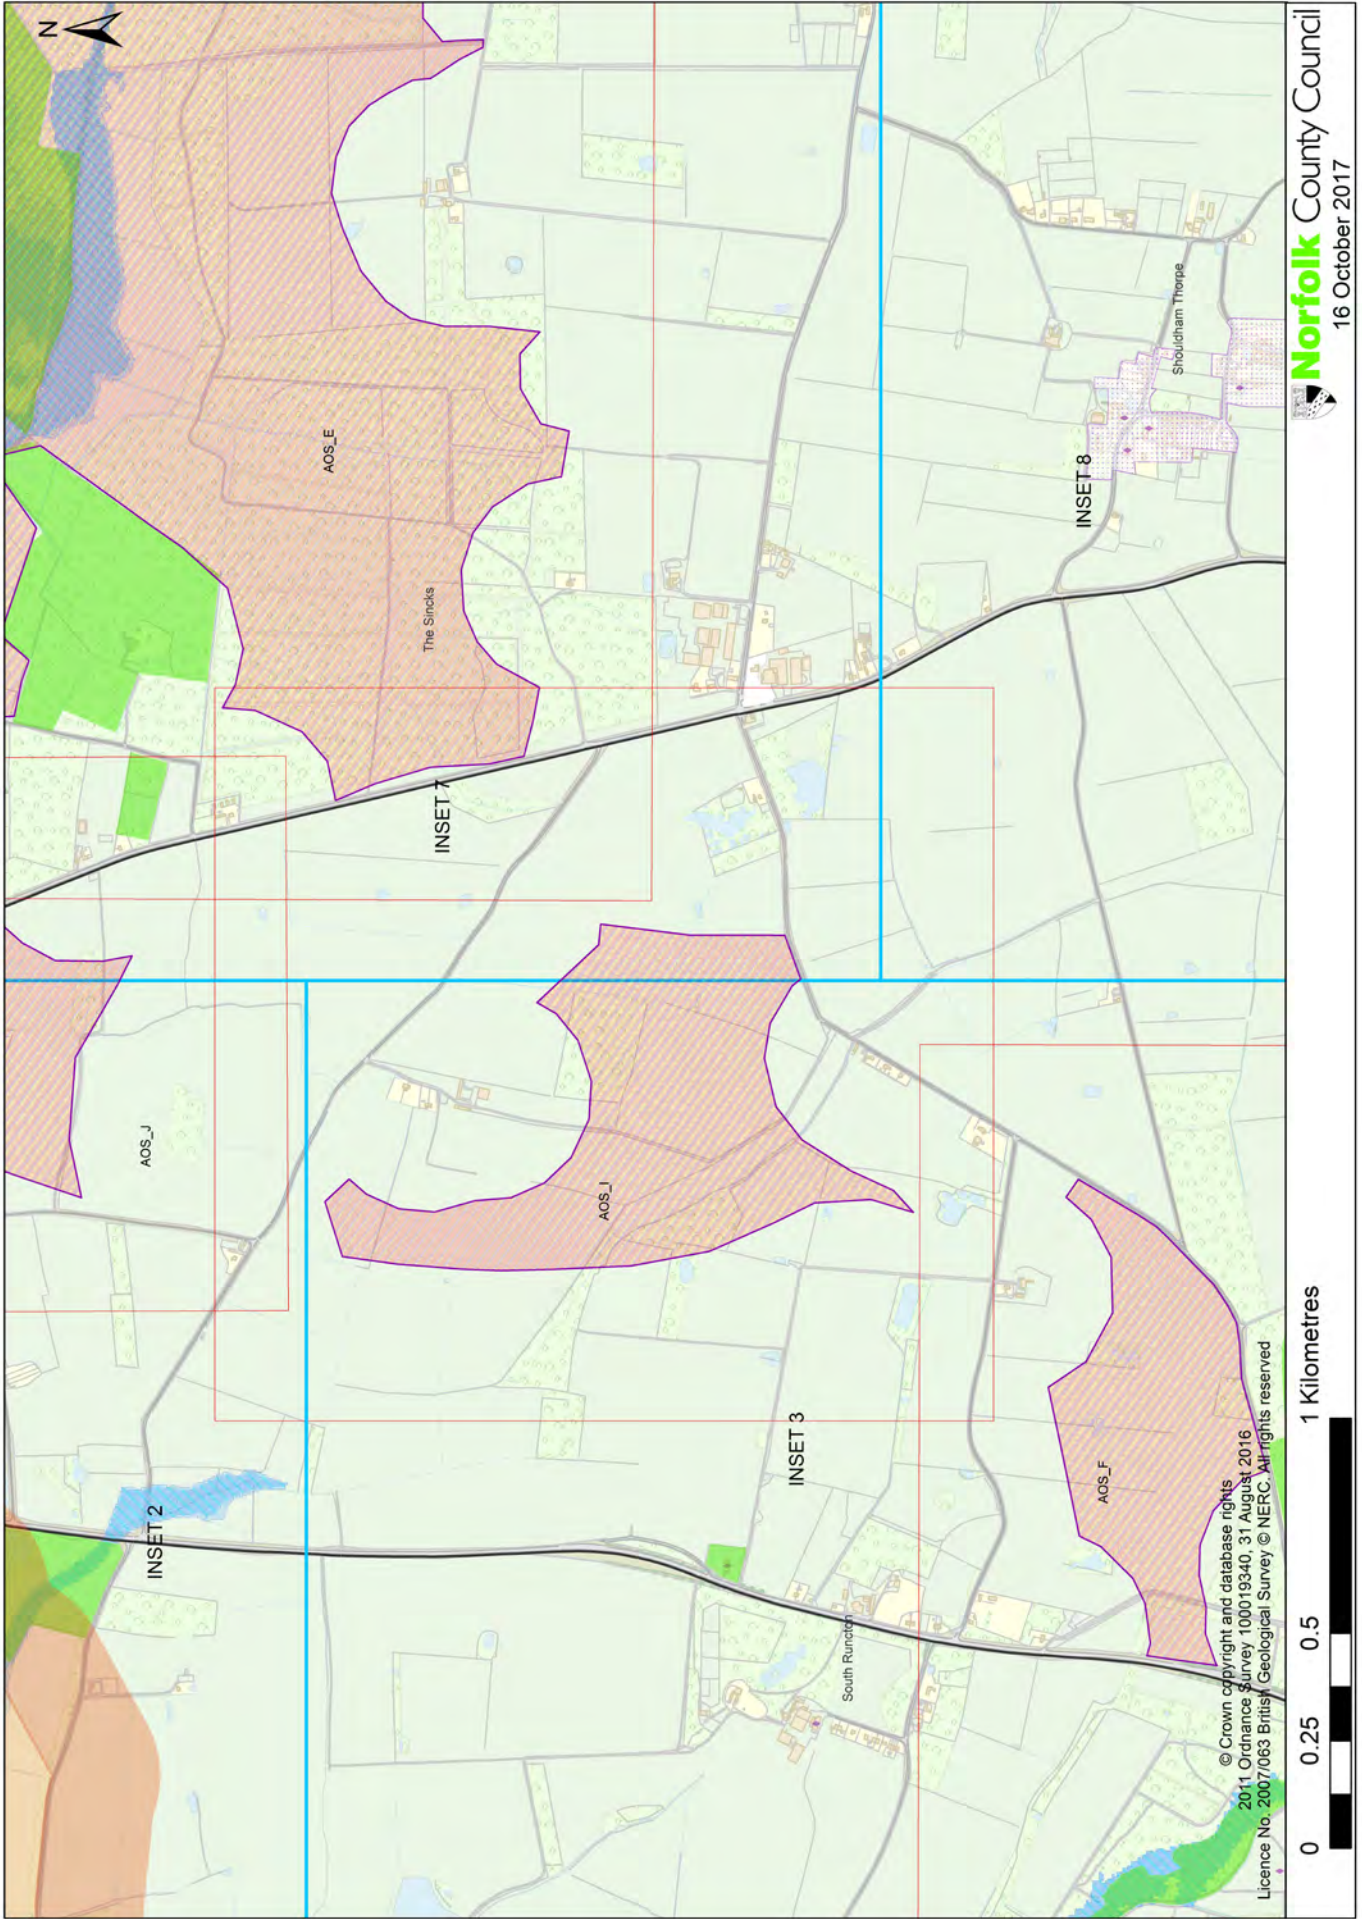 N
AOS_E
The Sincks
INSET 7
AOS_J
INSET 2
AOS_I
INSET 3
South Runcton
INSET 8
Shouldham Thorpe
AOS_F
© Crown copyright and database rights
2011 Ordnance Survey 100019340, 31 August 2016
Licence No. 2007/063 British Geological Survey © NERC. All rights reserved
0 0.25 0.5 1 Kilometres
Norfolk County Council
16 October 2017